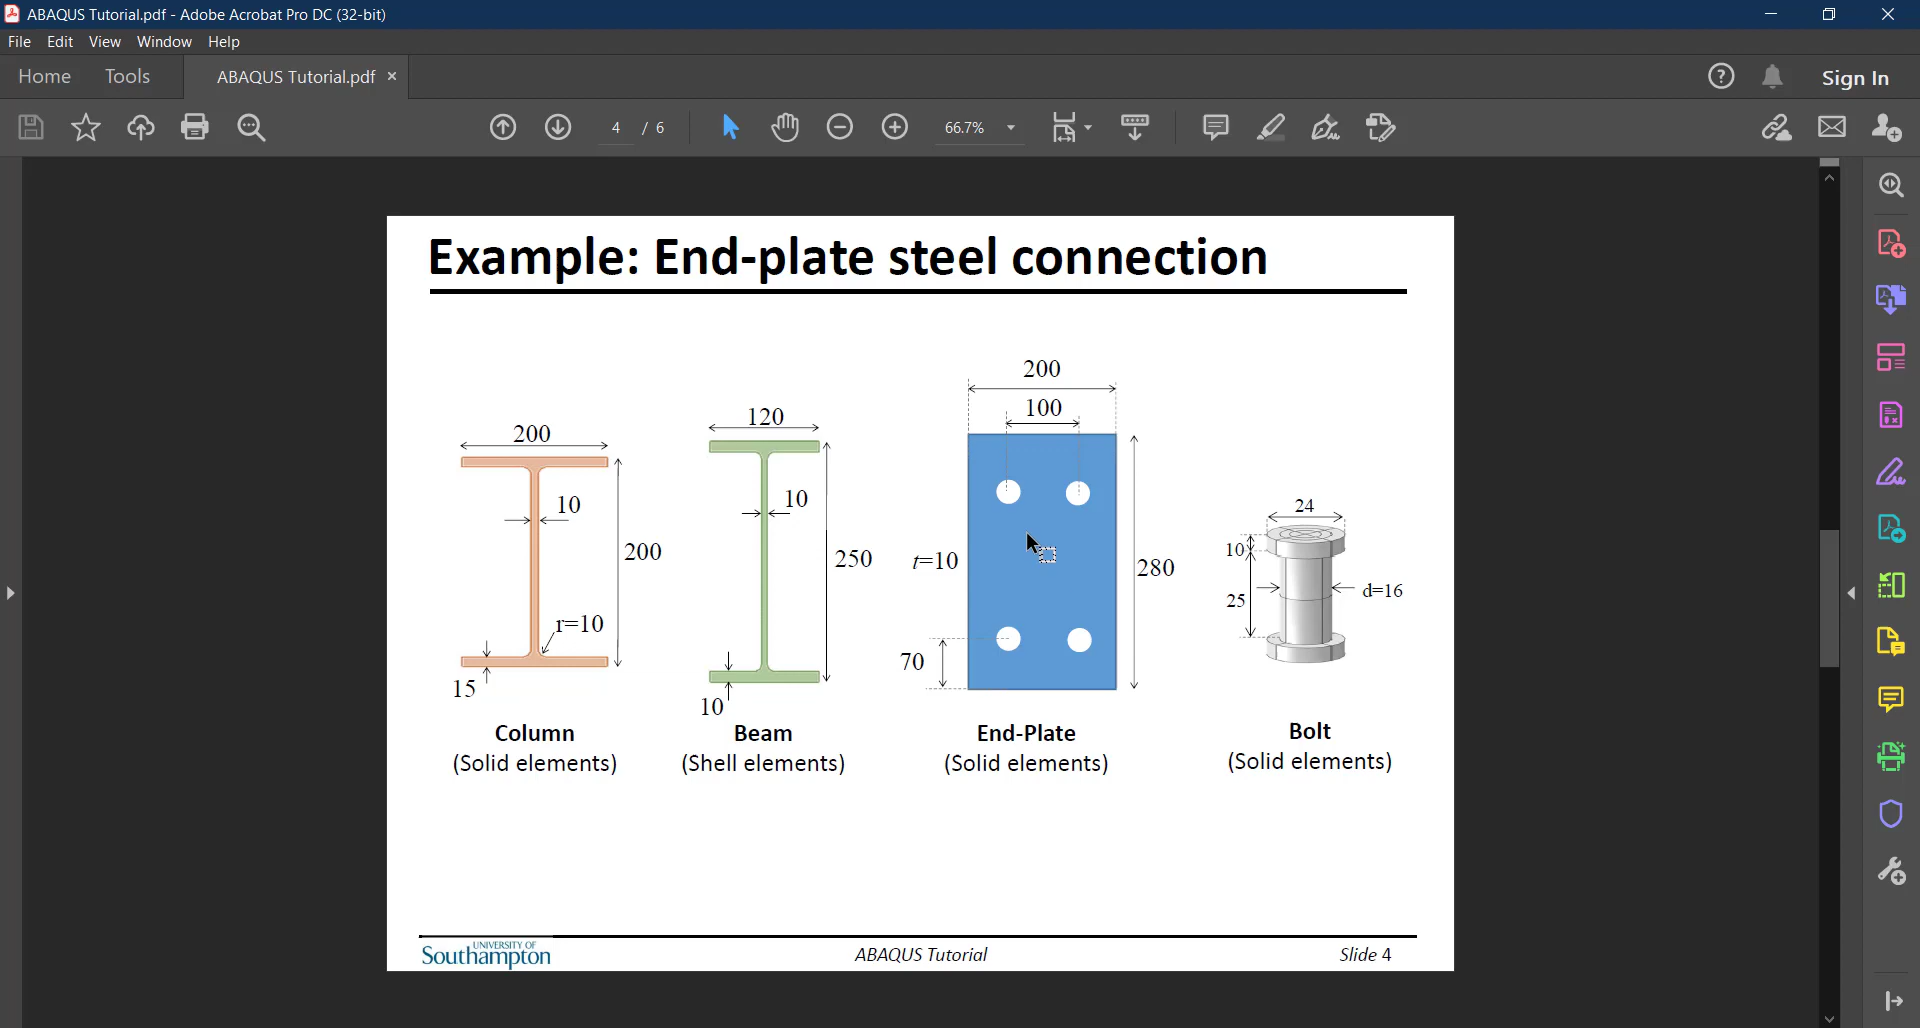 ABAQUS Tutorial.pdf - Adobe Acrobat Pro DC (32-bit)
File Edit View Window Help
Home Tools ABAQUS Tutorial.pdf × Sign In
4 / 6 66.7%
Example: End-plate steel connection
200
100
200
120
10
10
24
10
200
250
t=10
280
25
d=16
r=10
70
15
10
Column
Beam
End-Plate
Bolt
(Solid elements)
(Shell elements)
(Solid elements)
(Solid elements)
UNIVERSITY OF
Southampton
ABAQUS Tutorial
Slide 4